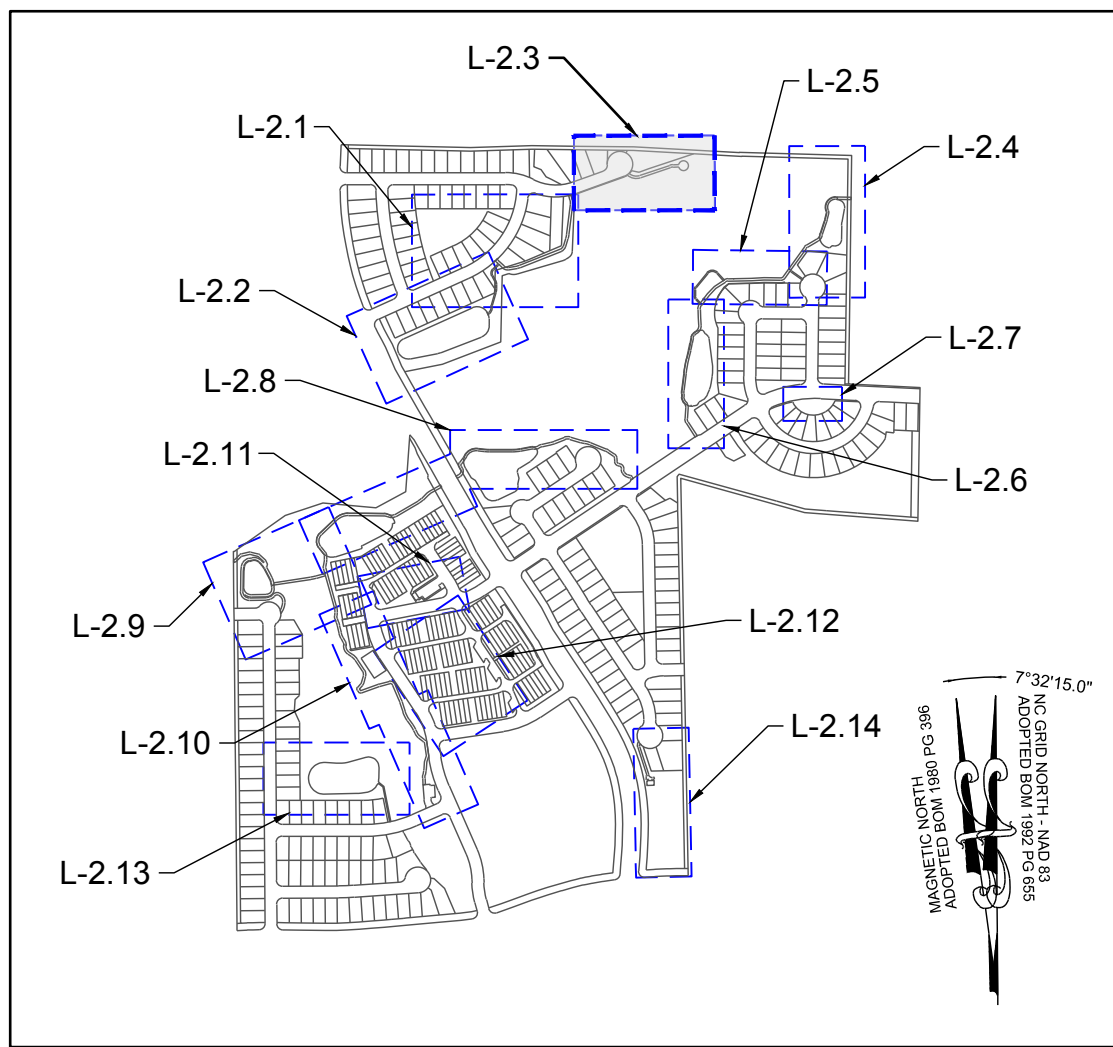 L-2.3
L-2.5
L-2.1
L-2.4
L-2.2
L-2.7
L-2.8
L-2.11
L-2.6
L-2.9
L-2.12
L-2.10
L-2.14
L-2.13
7°32'15.0"
NC GRID NORTH - NAD 83
ADOPTED BOM 1992 PG 655
MAGNETIC NORTH
ADOPTED BOM 1980 PG 396